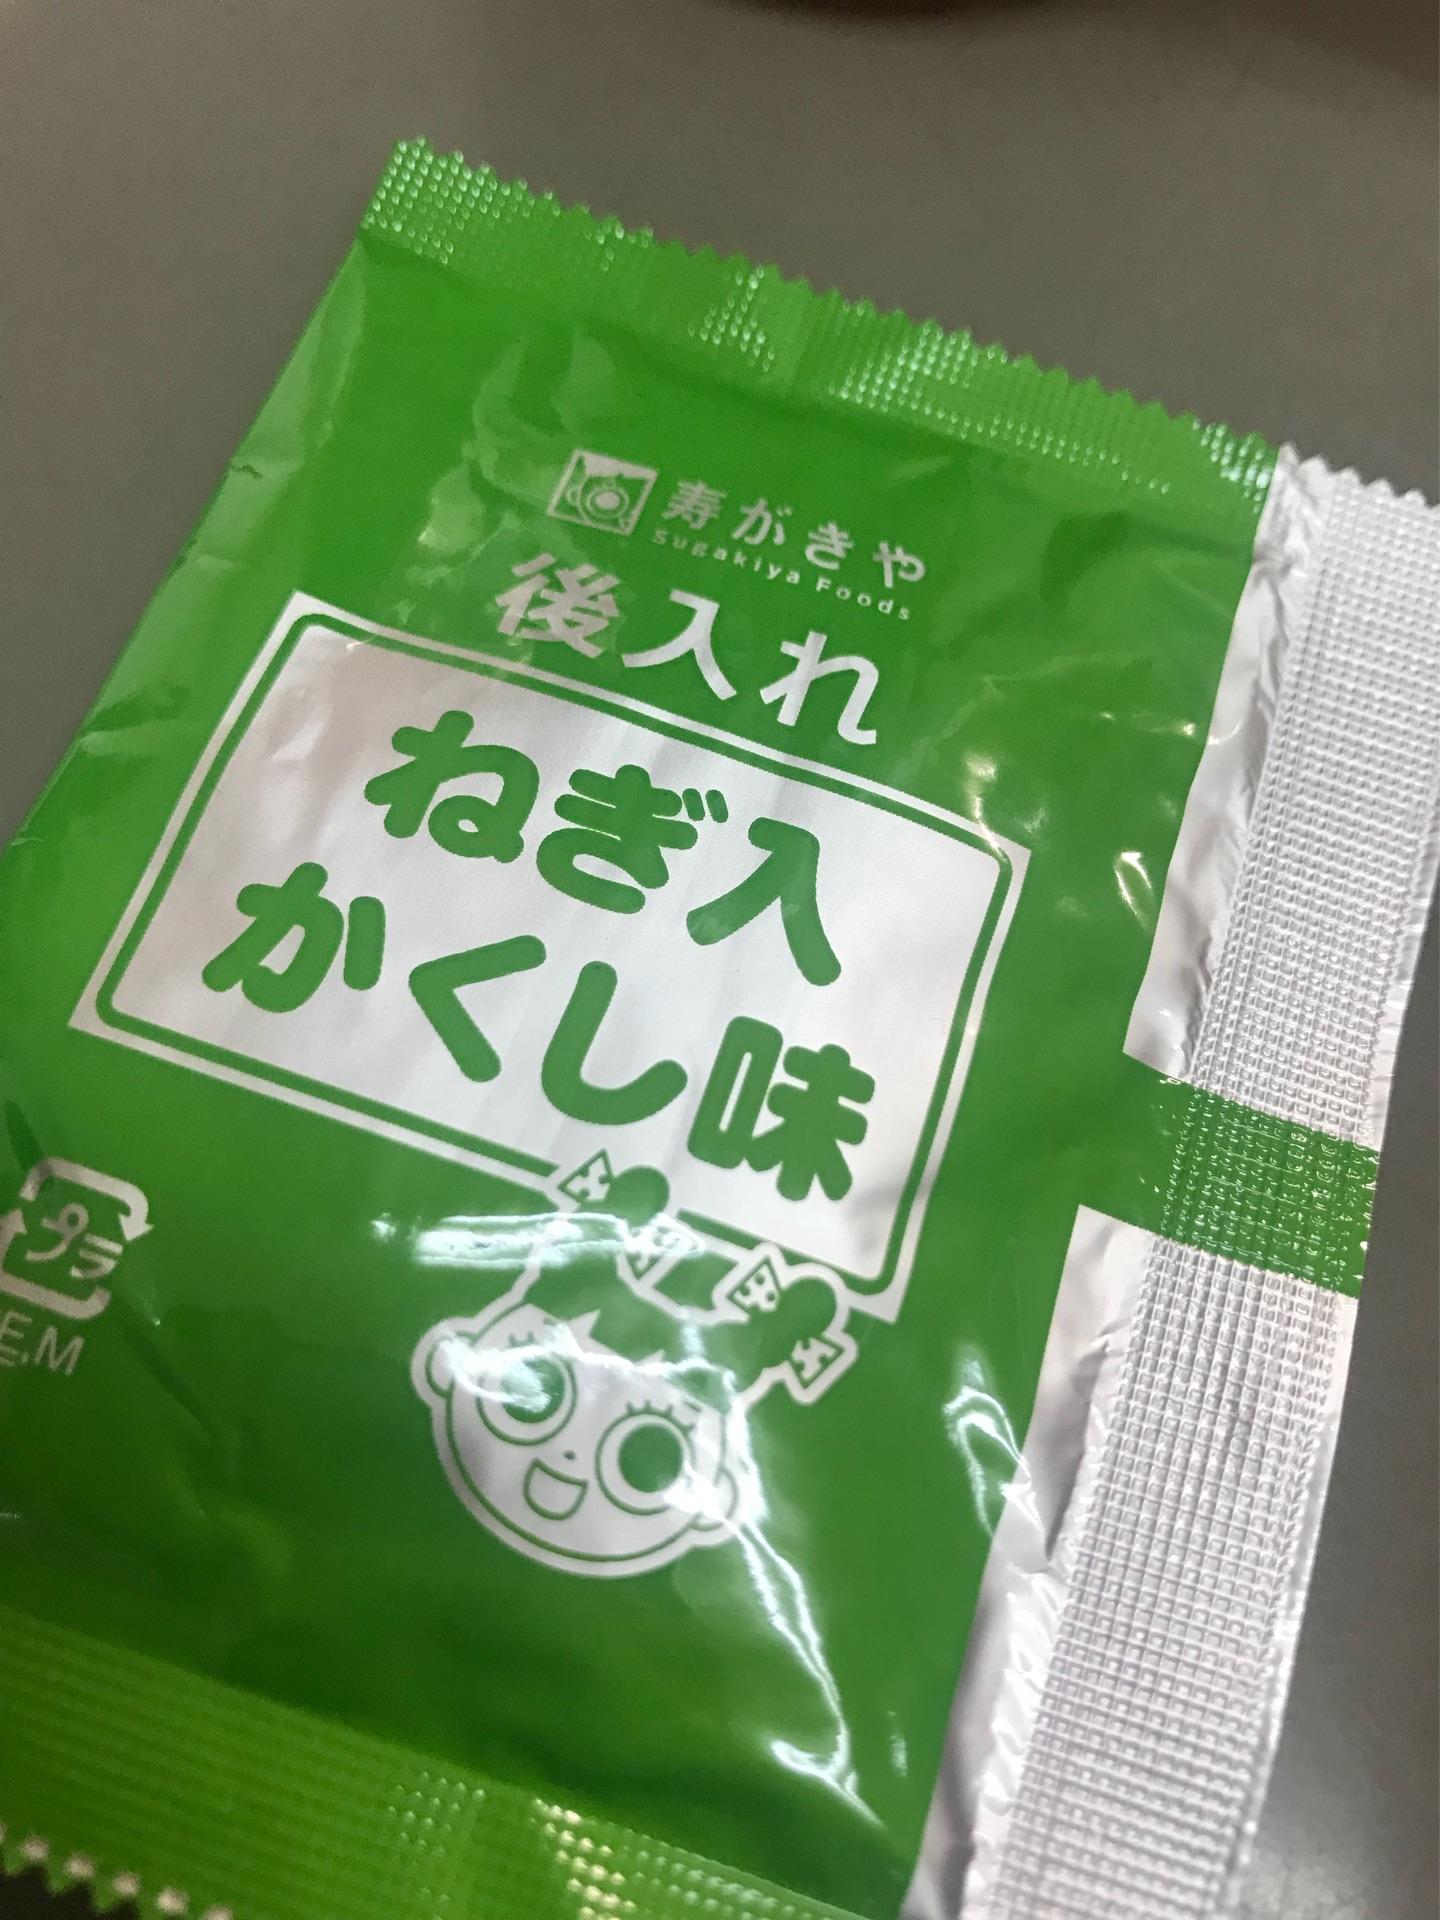 寿がきや
Sugakiya Foods
後入れ
ねぎ入
かくし味
プラ
E,M